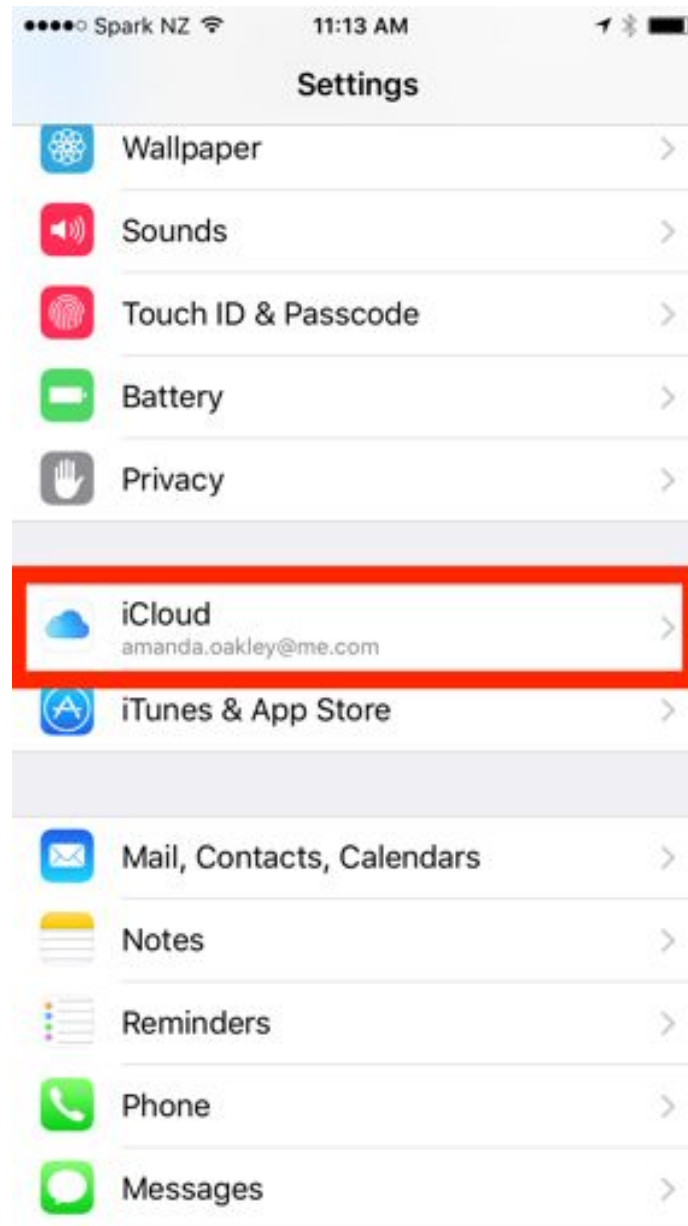 Spark NZ 11:13 AM
Settings
Wallpaper
Sounds
Touch ID & Passcode
Battery
Privacy
iCloud
amanda.oakley@me.com
iTunes & App Store
Mail, Contacts, Calendars
Notes
Reminders
Phone
Messages